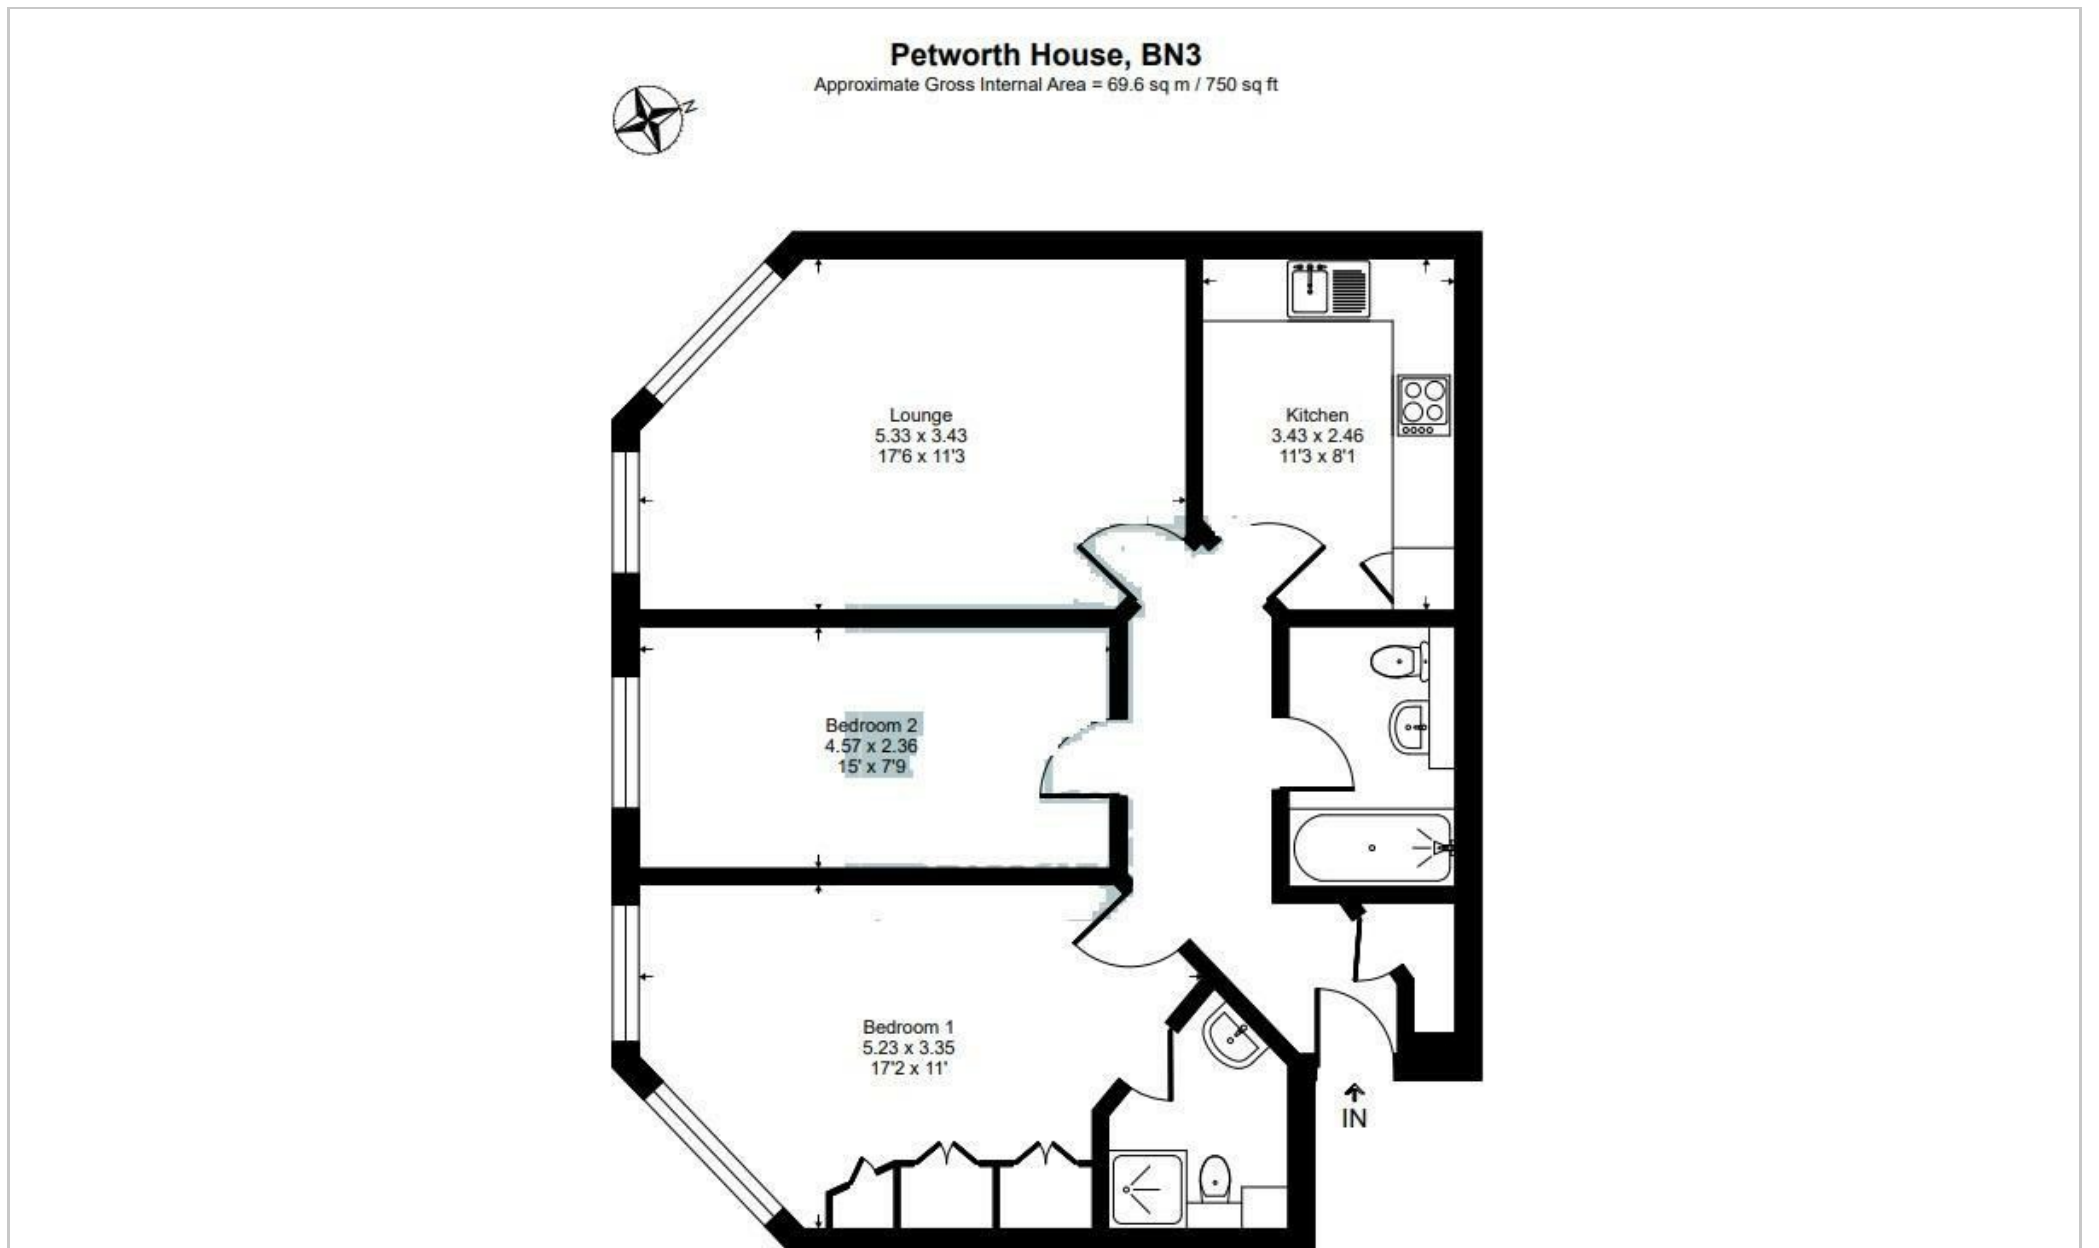 Petworth House, BN3
Approximate Gross Internal Area = 69.6 sq m / 750 sq ft
N
Lounge
5.33 x 3.43
17'6 x 11'3
Kitchen
3.43 x 2.46
11'3 x 8'1
Bedroom 2
4.57 x 2.36
15' x 7'9
Bedroom 1
5.23 x 3.35
17'2 x 11'
IN